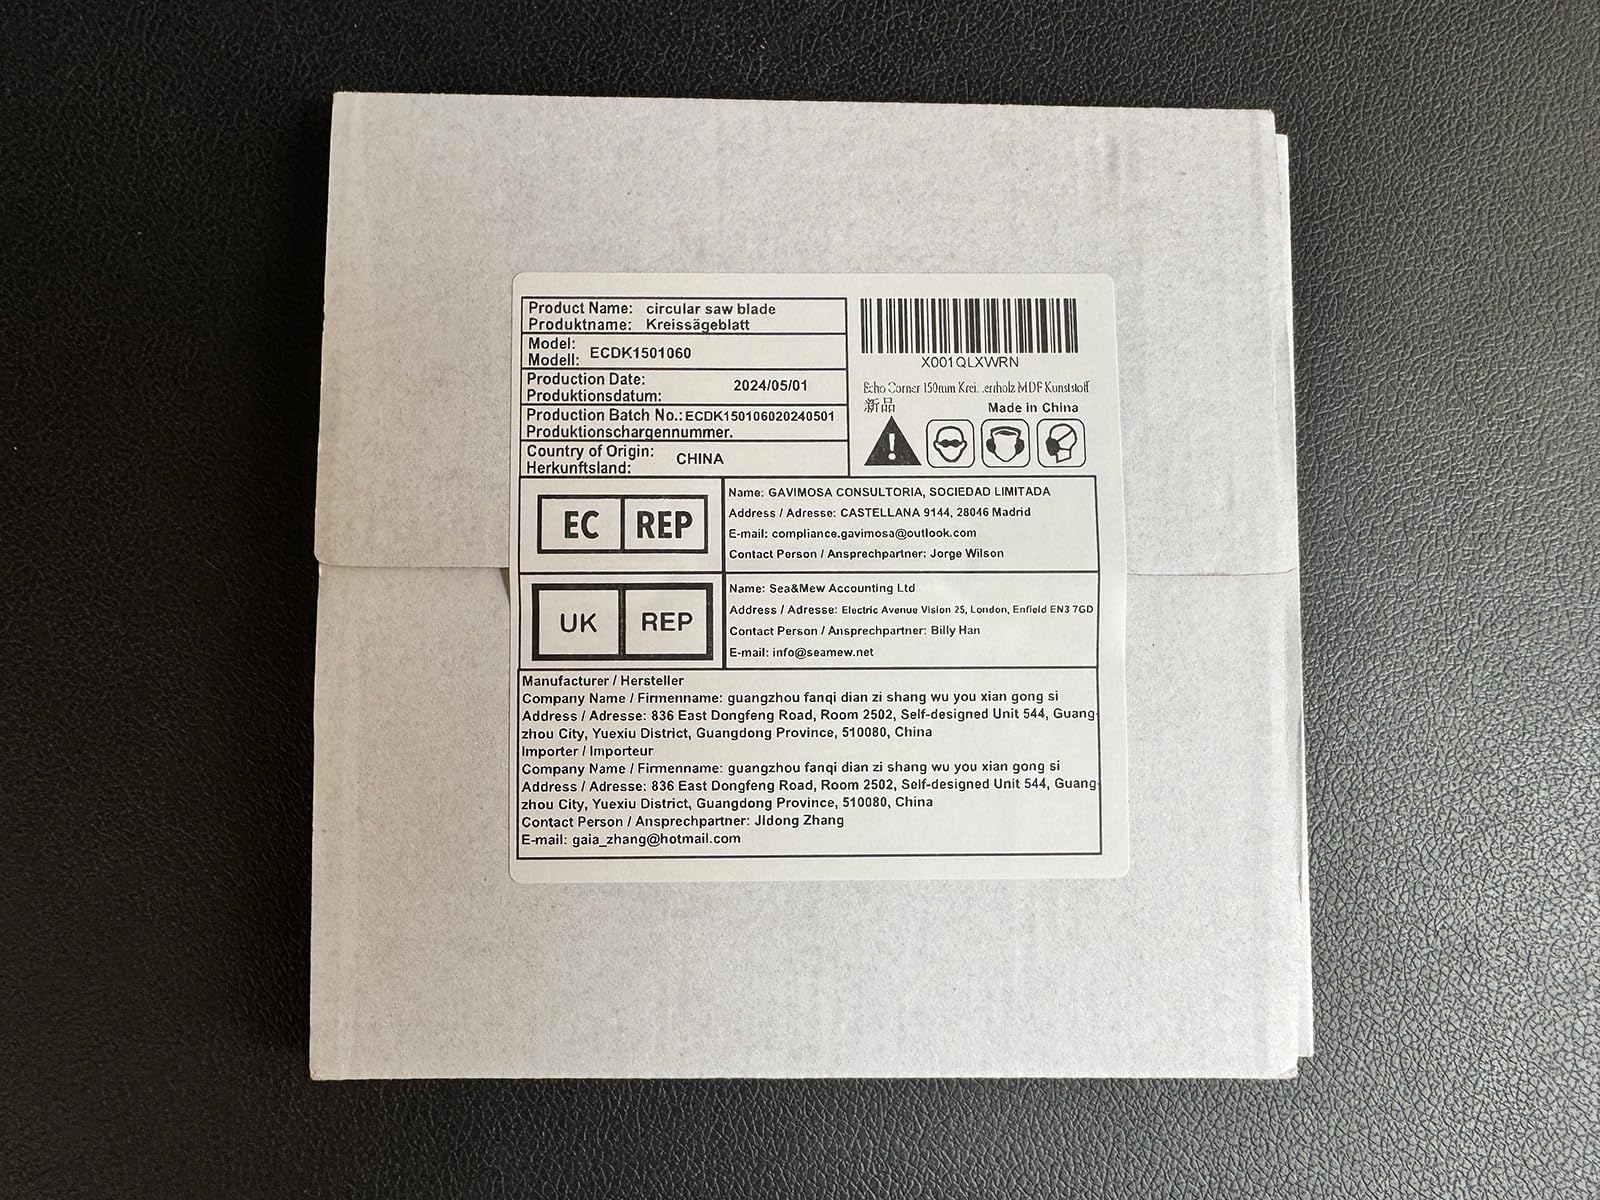 Product Name: circular saw blade
Produktname: Kreissägeblatt
Model:
Modell: ECDK1501060
Production Date: 2024/05/01
Produktionsdatum:
Production Batch No.: ECDK150106020240501
Produktionschargennummer.
Country of Origin: CHINA
Herkunftsland:
X001QLXWRN
Echo Corner 150mm Krei...erholz MDF Kunststoff
新品
Made in China
EC REP
Name: GAVIMOSA CONSULTORIA, SOCIEDAD LIMITADA
Address / Adresse: CASTELLANA 9144, 28046 Madrid
E-mail: compliance.gavimosa@outlook.com
Contact Person / Ansprechpartner: Jorge Wilson
UK REP
Name: Sea&Mew Accounting Ltd
Address / Adresse: Electric Avenue Vision 25, London, Enfield EN3 7GD
Contact Person / Ansprechpartner: Billy Han
E-mail: info@seamew.net
Manufacturer / Hersteller
Company Name / Firmenname: guangzhou fanqi dian zi shang wu you xian gong si
Address / Adresse: 836 East Dongfeng Road, Room 2502, Self-designed Unit 544, Guang-
zhou City, Yuexiu District, Guangdong Province, 510080, China
Importer / Importeur
Company Name / Firmenname: guangzhou fanqi dian zi shang wu you xian gong si
Address / Adresse: 836 East Dongfeng Road, Room 2502, Self-designed Unit 544, Guang-
zhou City, Yuexiu District, Guangdong Province, 510080, China
Contact Person / Ansprechpartner: JIdong Zhang
E-mail: gaia_zhang@hotmail.com